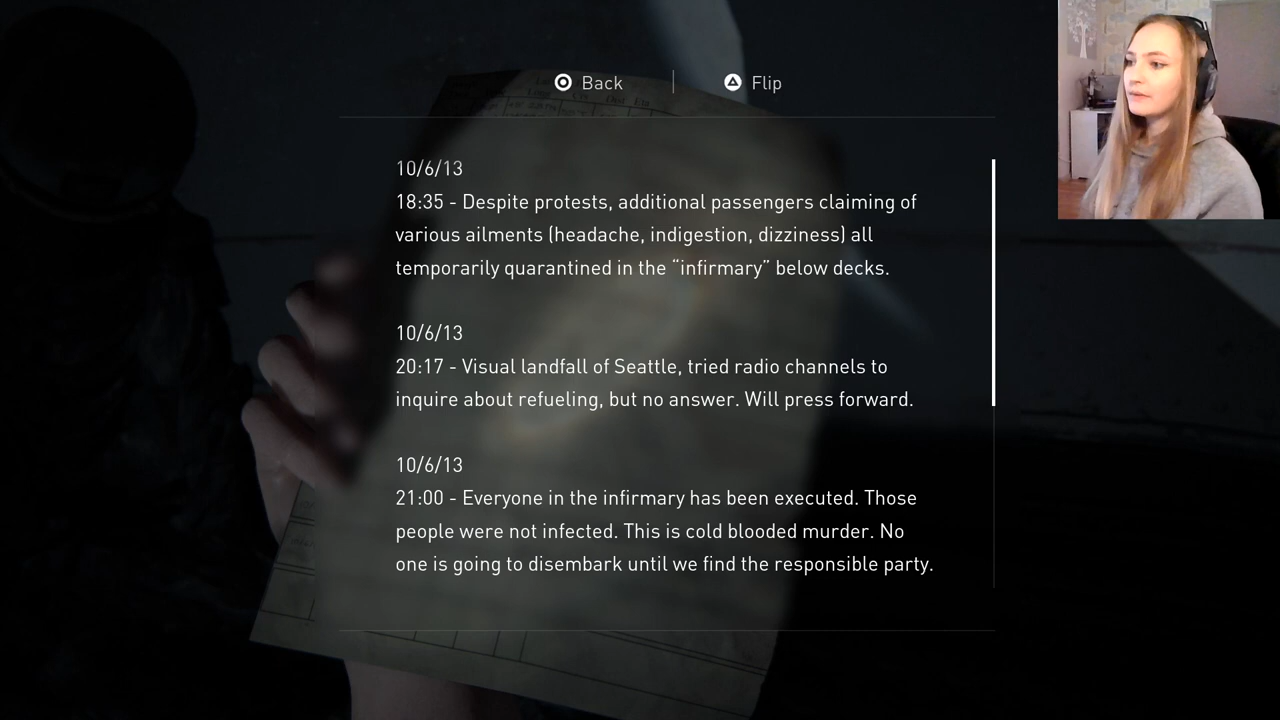 Back
Flip
10/6/13
18:35 - Despite protests, additional passengers claiming of
various ailments (headache, indigestion, dizziness) all
temporarily quarantined in the “infirmary” below decks.
10/6/13
20:17 - Visual landfall of Seattle, tried radio channels to
inquire about refueling, but no answer. Will press forward.
10/6/13
21:00 - Everyone in the infirmary has been executed. Those
people were not infected. This is cold blooded murder. No
one is going to disembark until we find the responsible party.